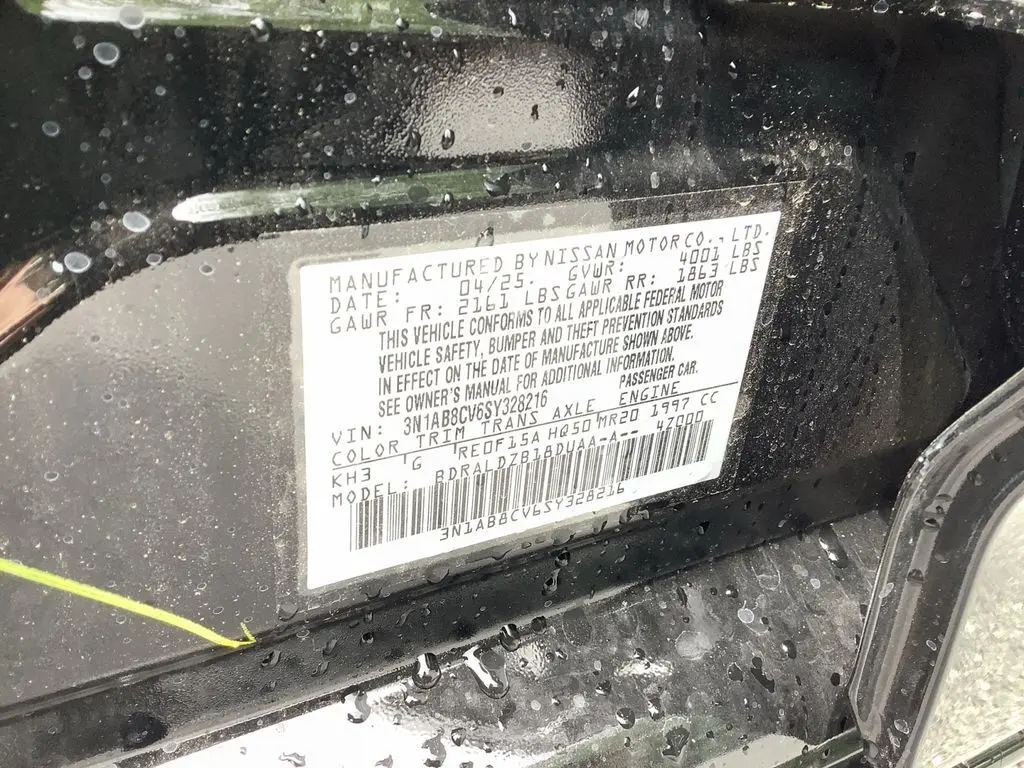 MANUFACTURED BY NISSAN MOTOR CO., LTD.
DATE: 04/25. GVWR: 4001 LBS
GAWR FR: 2161 LBS GAWR RR: 1863 LBS
THIS VEHICLE CONFORMS TO ALL APPLICABLE FEDERAL MOTOR
VEHICLE SAFETY, BUMPER AND THEFT PREVENTION STANDARDS
IN EFFECT ON THE DATE OF MANUFACTURE SHOWN ABOVE.
SEE OWNER'S MANUAL FOR ADDITIONAL INFORMATION.
VIN: 3N1AB8CV6SY328216 PASSENGER CAR.
COLOR TRIM TRANS AXLE ENGINE
KH3 G RE0F15A HQ50 MR20 1997 CC
MODEL: BDRALDZB18DUAA-A-- 4Z000
3N1AB8CV6SY328216